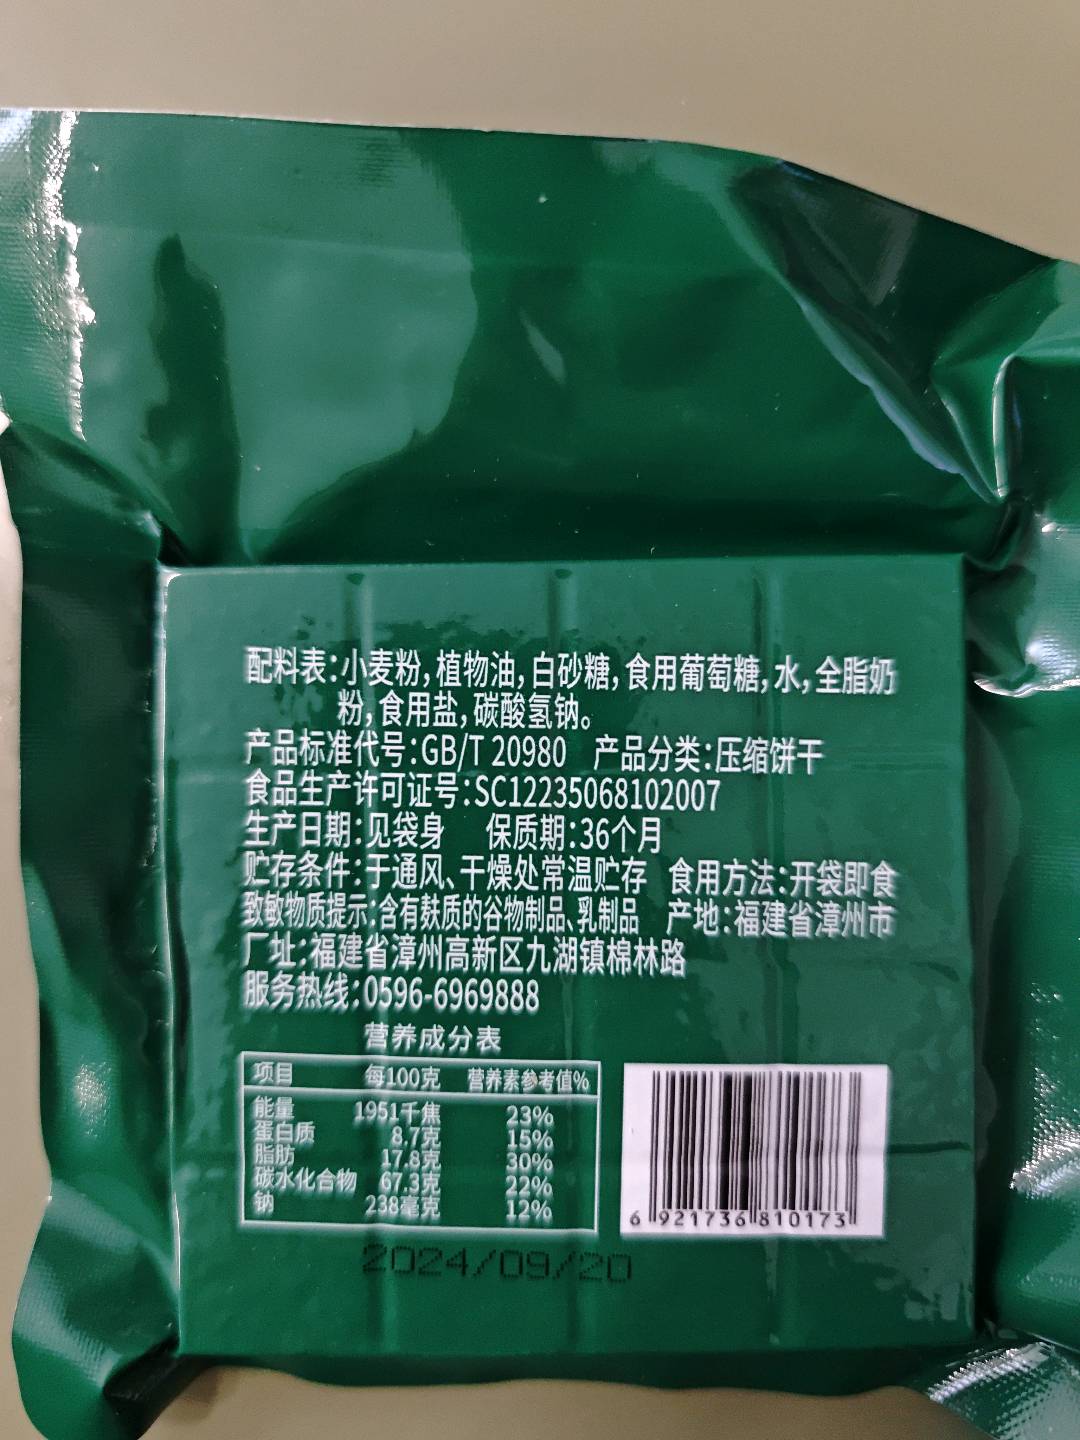 配料表:小麦粉,植物油,白砂糖,食用葡萄糖,水,全脂奶
粉,食用盐,碳酸氢钠。
产品标准代号:GB/T 20980 产品分类:压缩饼干
食品生产许可证号:SC12235068102007
生产日期:见袋身 保质期:36个月
贮存条件:于通风、干燥处常温贮存 食用方法:开袋即食
致敏物质提示:含有麸质的谷物制品、乳制品 产地:福建省漳州市
厂址:福建省漳州高新区九湖镇棉林路
服务热线:0596-6969888
营养成分表
项目 每100克 营养素参考值%
能量 1951千焦 23%
蛋白质 8.7克 15%
脂肪 17.8克 30%
碳水化合物 67.3克 22%
钠 238毫克 12%
6 921736 810173
2024/09/20